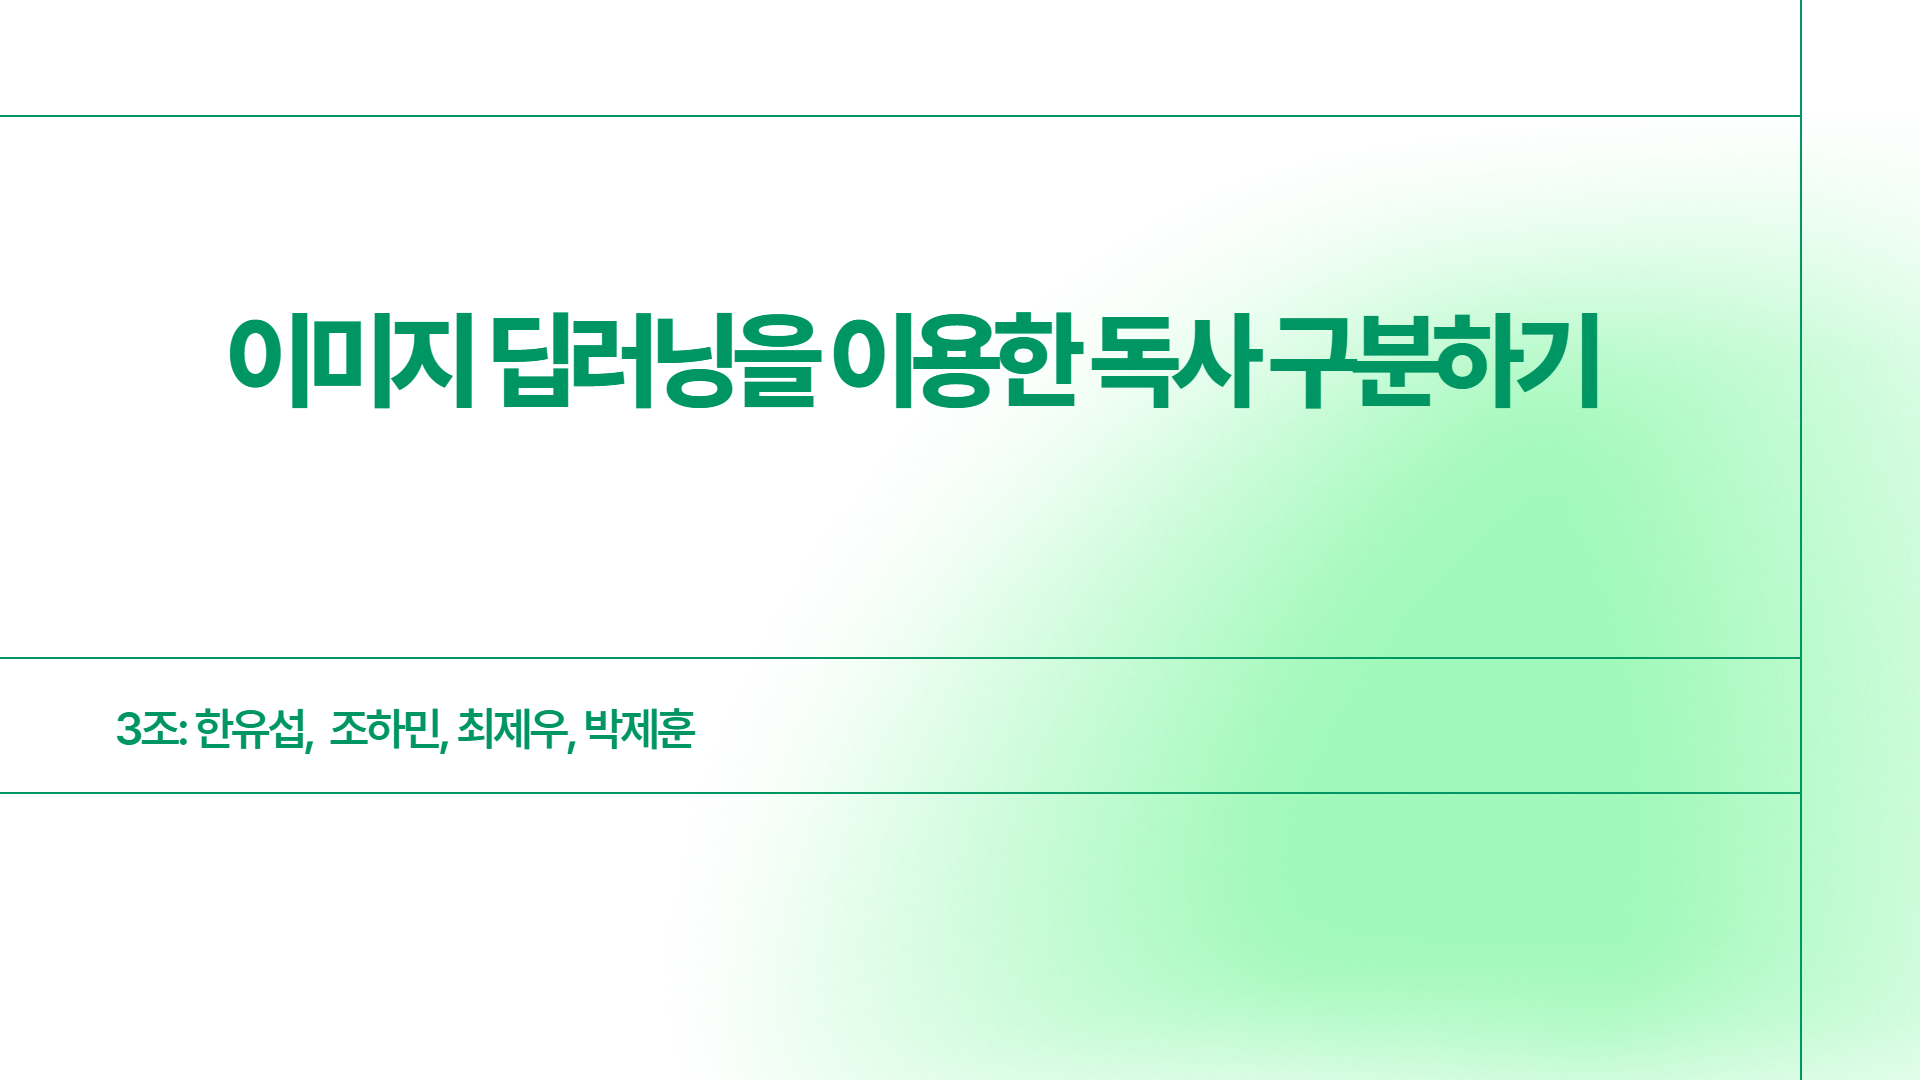 이미지 딥러닝을 이용한 독사 구분하기
3조: 한유섭, 조하민, 최제우, 박제훈